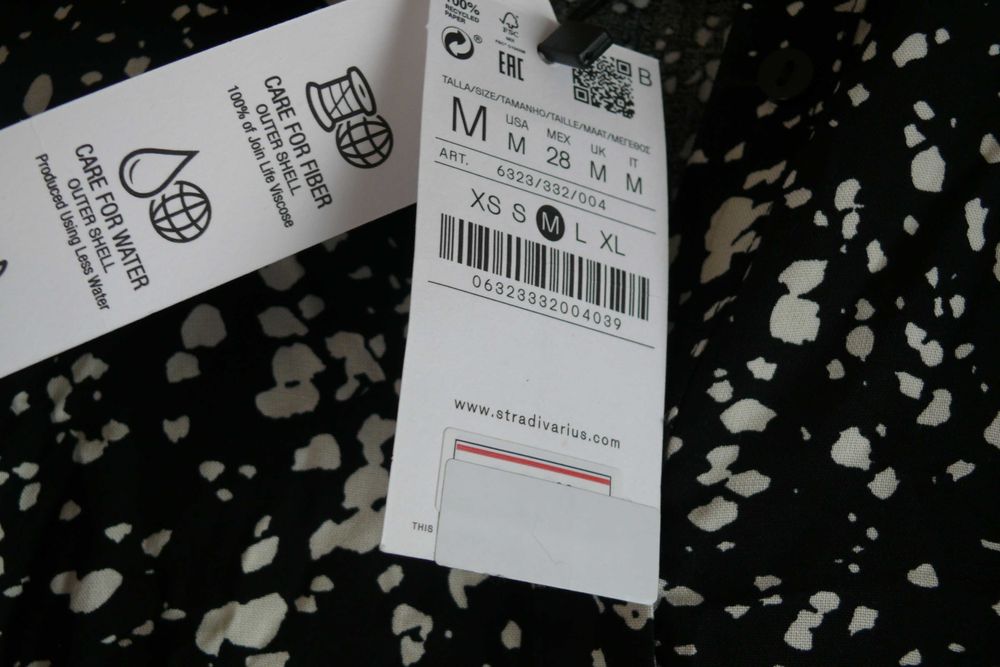 CARE FOR FIBER
OUTER SHELL
100% of Join Life Viscose
CARE FOR WATER
OUTER SHELL
Produced Using Less Water
100%
RECYCLED
PAPER
FSC
®
EAC
B
TALLA/SIZE/TAMANHO/TAILLE/MAAT/ΜΕΓΕΘΟΣ
M
USA MEX UK IT
M 28 M M
ART. 6323/332/004
XS S M L XL
06323332004039
www.stradivarius.com
THIS